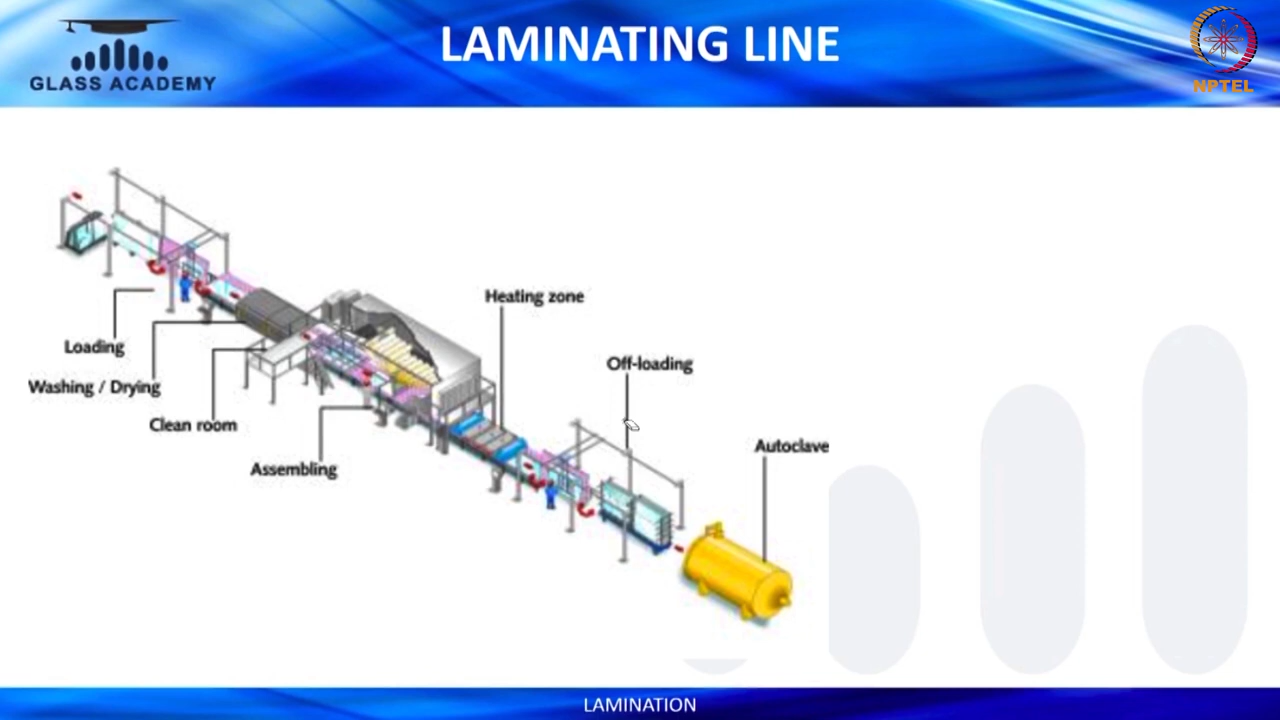 LAMINATING LINE
GLASS ACADEMY
NPTEL
Heating zone
Loading
Off-loading
Washing / Drying
Clean room
Autoclave
Assembling
LAMINATION